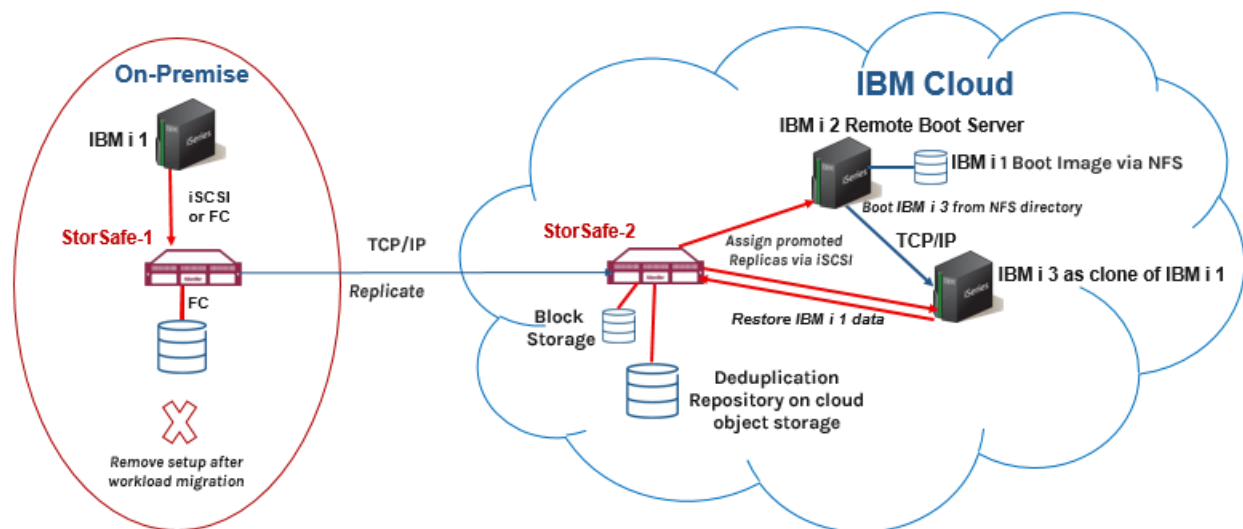 On-Premise
IBM i 1
iSeries
iSCSI
or FC
StorSafe-1
FC
Remove setup after
workload migration
TCP/IP
Replicate
IBM Cloud
IBM i 2 Remote Boot Server
iSeries
IBM i 1 Boot Image via NFS
Boot IBM i 3 from NFS directory
StorSafe-2
Assign promoted
Replicas via iSCSI
TCP/IP
iSeries
IBM i 3 as clone of IBM i 1
Restore IBM i 1 data
Block
Storage
Deduplication
Repository on cloud
object storage